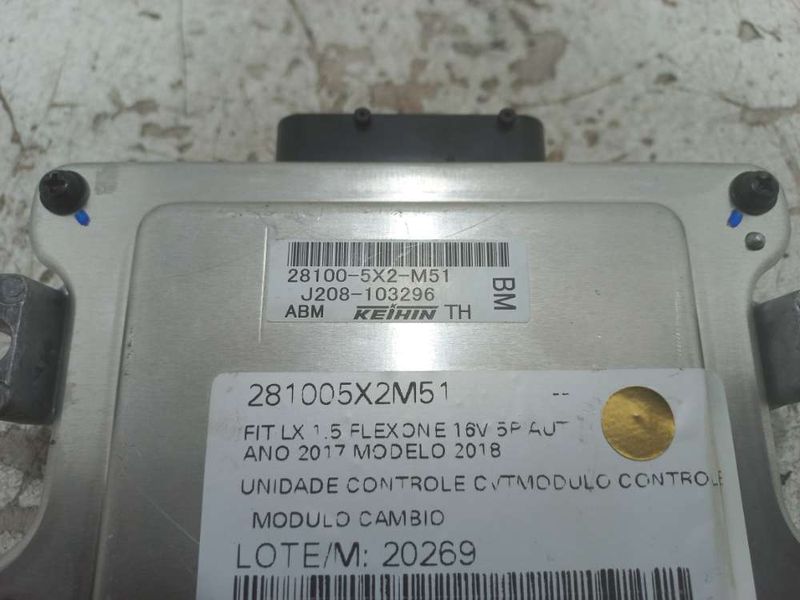 28100-5X2-M51
J208-103296
ABM KEIHIN TH
BM
281005X2M51 --
FIT LX 1.5 FLEXONE 16V 5P AUT
ANO 2017 MODELO 2018
UNIDADE CONTROLE CVTMODULO CONTROLE
MODULO CAMBIO
LOTE/M: 20269